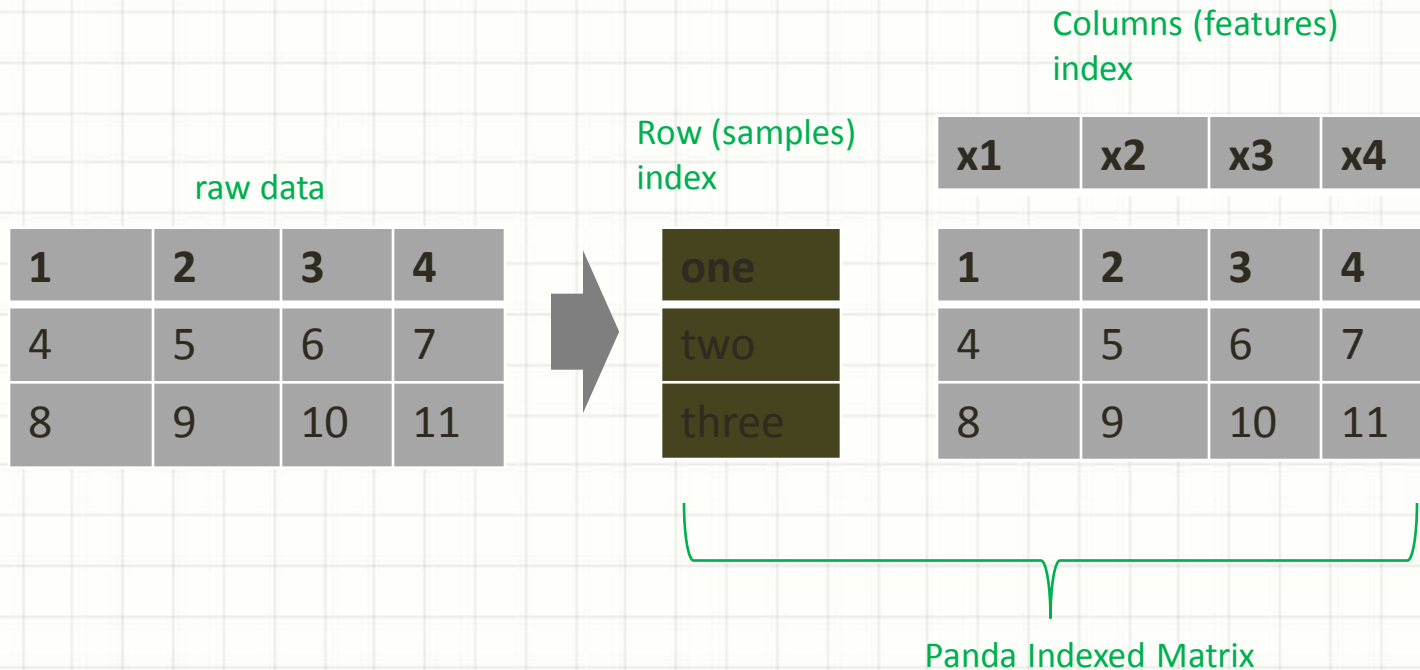 Columns (features)
index
Row (samples)
index
x1 x2 x3 x4
raw data
1 2 3 4
4 5 6 7
8 9 10 11
one
two
three
1 2 3 4
4 5 6 7
8 9 10 11
Panda Indexed Matrix